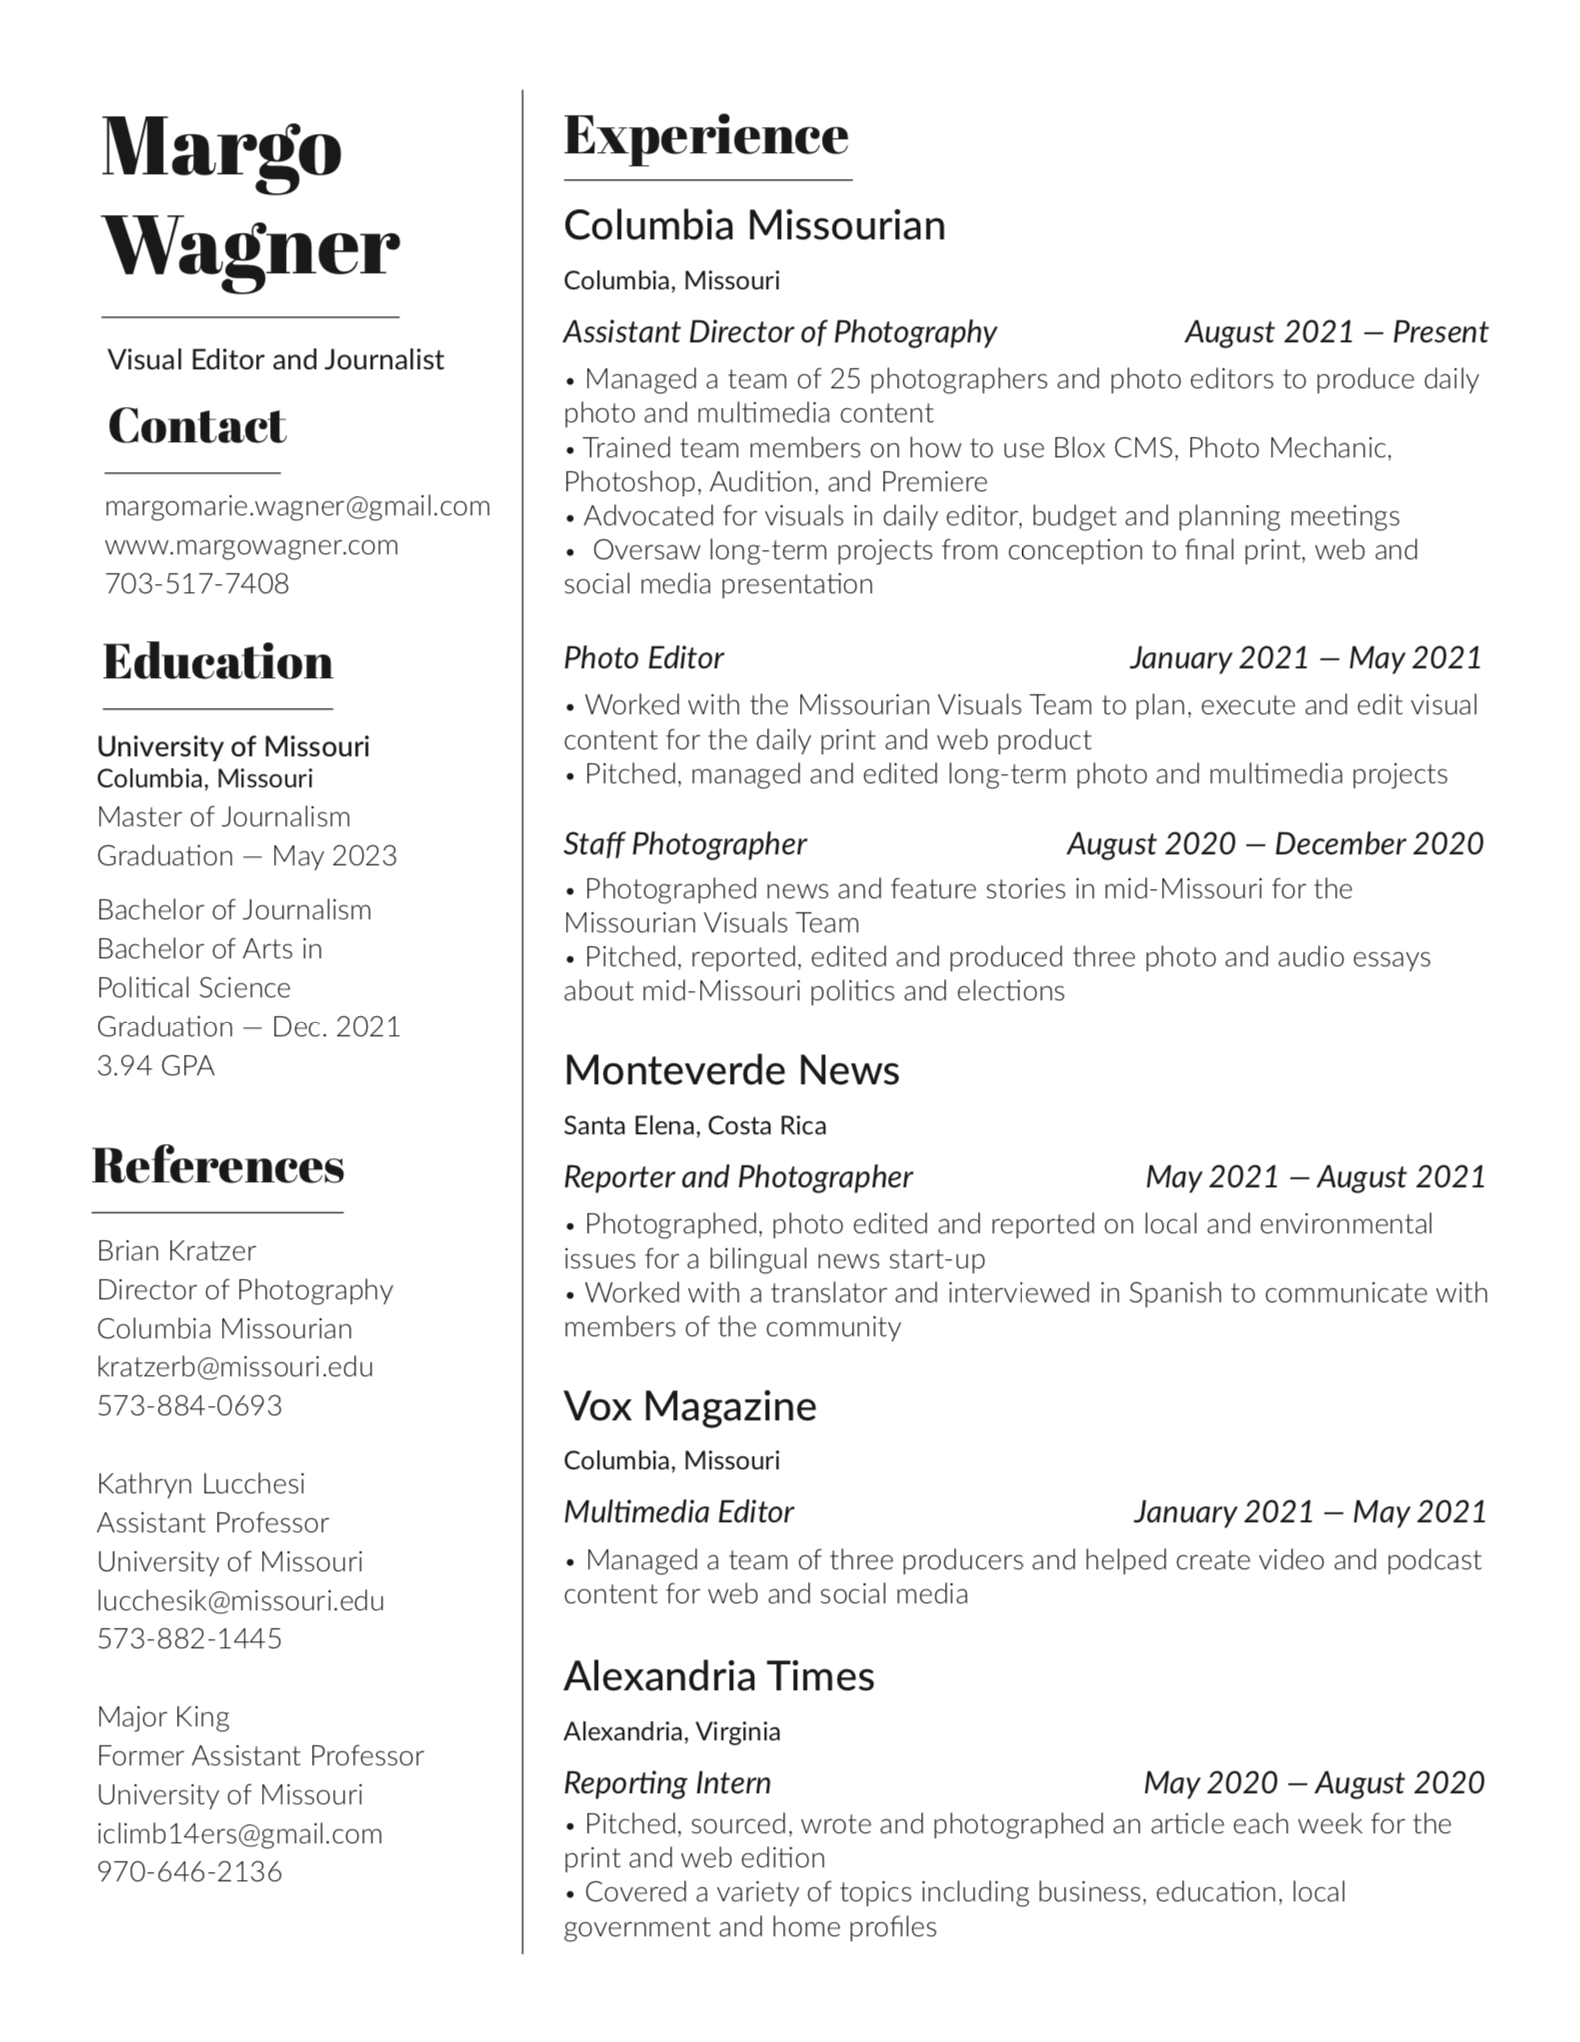 Margo
Wagner
Visual Editor and Journalist
Contact
margomarie.wagner@gmail.com
www.margowagner.com
703-517-7408
Education
University of Missouri
Columbia, Missouri
Master of Journalism
Graduation — May 2023
Bachelor of Journalism
Bachelor of Arts in
Political Science
Graduation — Dec. 2021
3.94 GPA
References
Brian Kratzer
Director of Photography
Columbia Missourian
kratzerb@missouri.edu
573-884-0693
Kathryn Lucchesi
Assistant Professor
University of Missouri
lucchesik@missouri.edu
573-882-1445
Major King
Former Assistant Professor
University of Missouri
iclimb14ers@gmail.com
970-646-2136
Experience
Columbia Missourian
Columbia, Missouri
Assistant Director of Photography August 2021 — Present
• Managed a team of 25 photographers and photo editors to produce daily
photo and multimedia content
• Trained team members on how to use Blox CMS, Photo Mechanic,
Photoshop, Audition, and Premiere
• Advocated for visuals in daily editor, budget and planning meetings
• Oversaw long-term projects from conception to final print, web and
social media presentation
Photo Editor January 2021 — May 2021
• Worked with the Missourian Visuals Team to plan, execute and edit visual
content for the daily print and web product
• Pitched, managed and edited long-term photo and multimedia projects
Staff Photographer August 2020 — December 2020
• Photographed news and feature stories in mid-Missouri for the
Missourian Visuals Team
• Pitched, reported, edited and produced three photo and audio essays
about mid-Missouri politics and elections
Monteverde News
Santa Elena, Costa Rica
Reporter and Photographer May 2021 — August 2021
• Photographed, photo edited and reported on local and environmental
issues for a bilingual news start-up
• Worked with a translator and interviewed in Spanish to communicate with
members of the community
Vox Magazine
Columbia, Missouri
Multimedia Editor January 2021 — May 2021
• Managed a team of three producers and helped create video and podcast
content for web and social media
Alexandria Times
Alexandria, Virginia
Reporting Intern May 2020 — August 2020
• Pitched, sourced, wrote and photographed an article each week for the
print and web edition
• Covered a variety of topics including business, education, local
government and home profiles